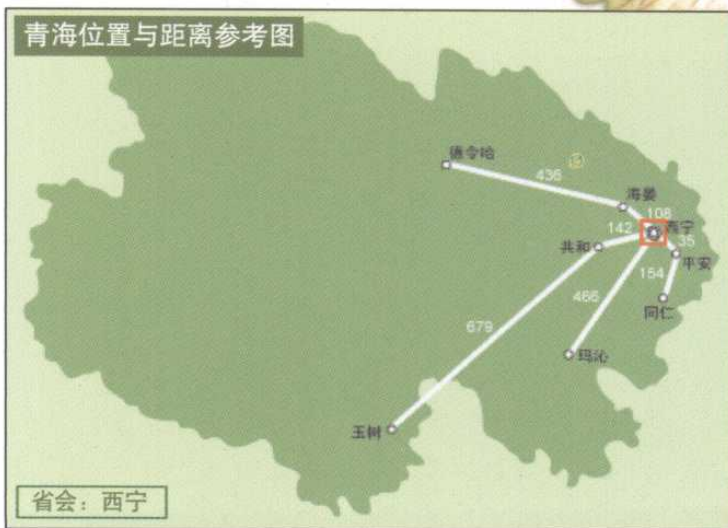 青海位置与距离参考图
德令哈
436
海晏
108
西宁
142
35
共和
平安
154
466
同仁
679
玛沁
玉树
省会：西宁